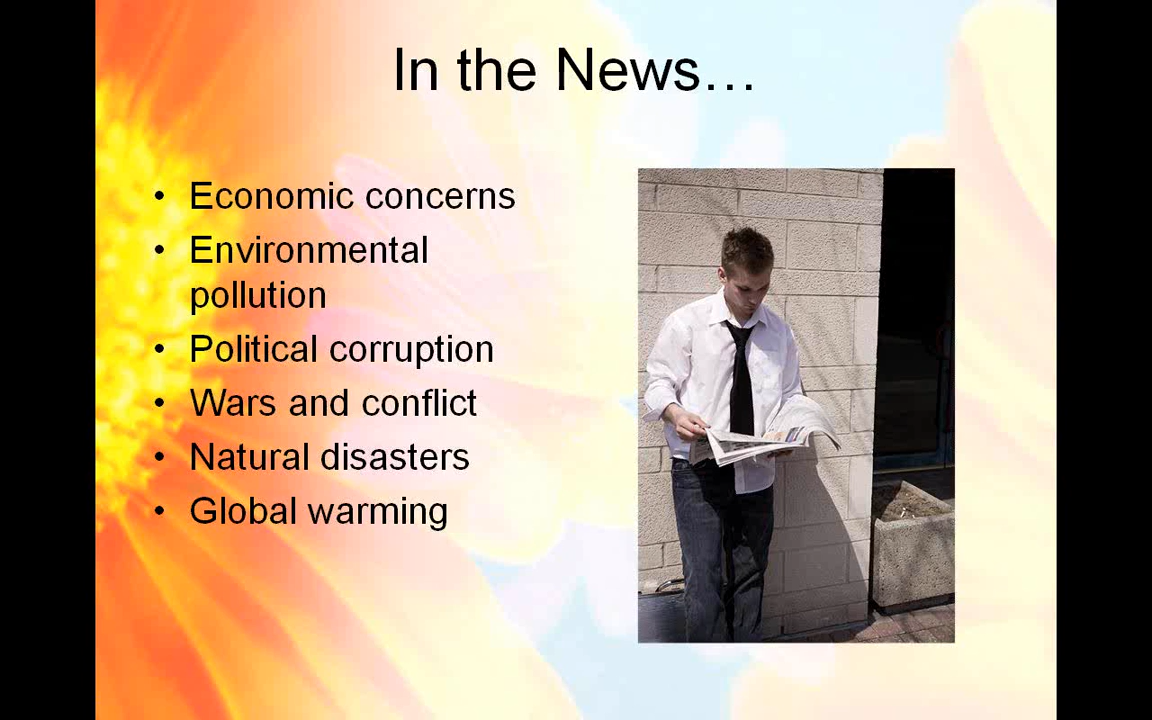 In the News…
• Economic concerns
• Environmental
pollution
• Political corruption
• Wars and conflict
• Natural disasters
• Global warming